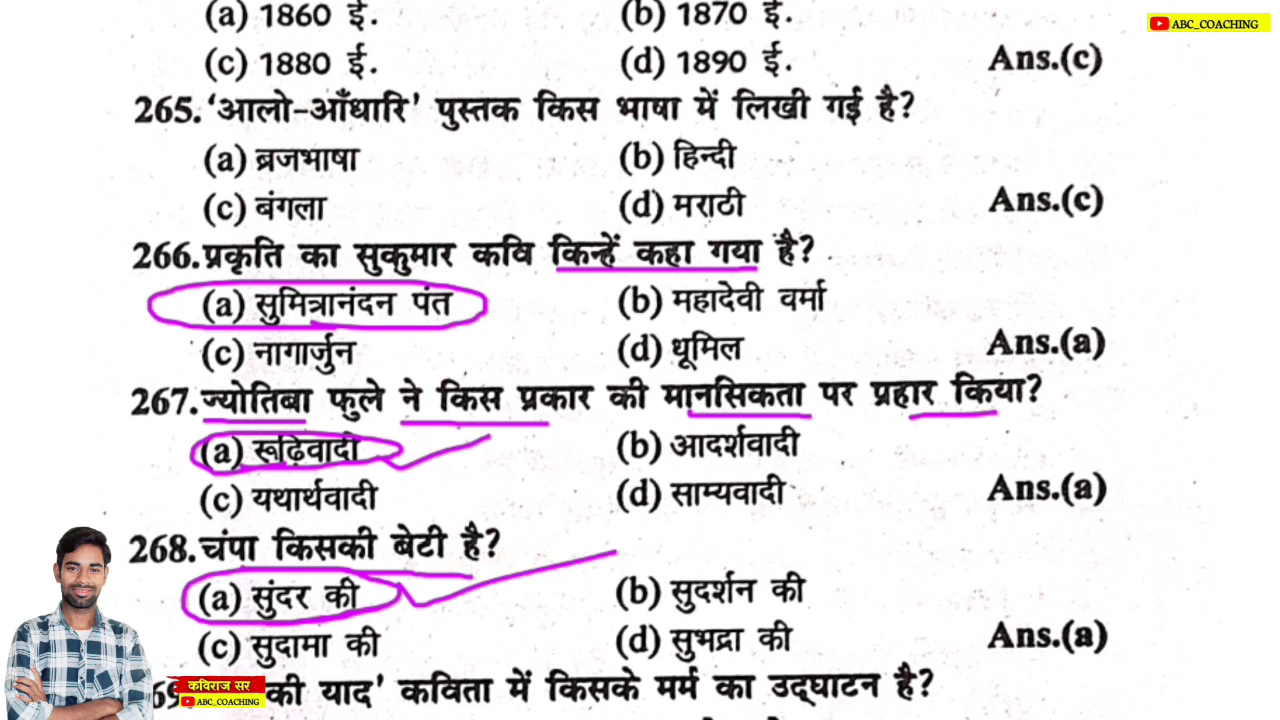 (a) 1860 ई.
(b) 1870 ई.
ABC_COACHING
(c) 1880 ई.
(d) 1890 ई.
Ans.(c)
265. ‘आलो-आँधारि’ पुस्तक किस भाषा में लिखी गई है?
(a) ब्रजभाषा
(b) हिन्दी
(c) बंगला
(d) मराठी
Ans.(c)
266. प्रकृति का सुकुमार कवि किन्हें कहा गया है?
(a) सुमित्रानंदन पंत
(b) महादेवी वर्मा
(c) नागार्जुन
(d) धूमिल
Ans.(a)
267. ज्योतिबा फुले ने किस प्रकार की मानसिकता पर प्रहार किया?
(a) रूढ़िवादी
(b) आदर्शवादी
(c) यथार्थवादी
(d) साम्यवादी
Ans.(a)
268. चंपा किसकी बेटी है?
(a) सुंदर की
(b) सुदर्शन की
(c) सुदामा की
(d) सुभद्रा की
Ans.(a)
की याद’ कविता में किसके मर्म का उद्घाटन है?
कविराज सर
ABC_COACHING